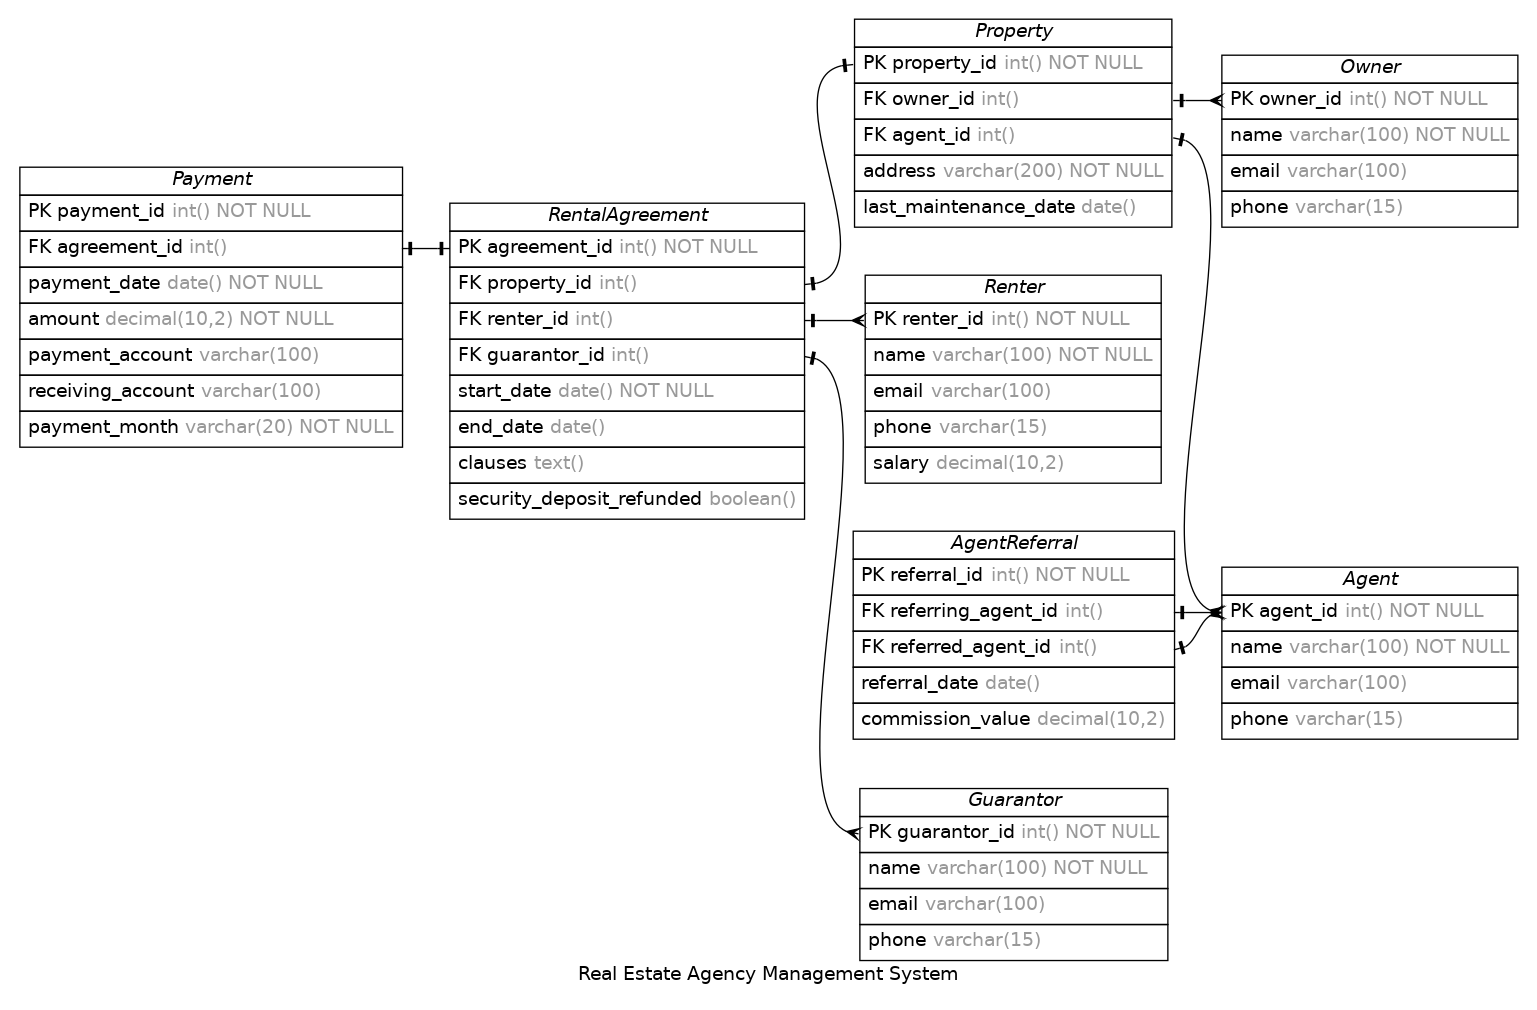 Payment
PK payment_id int() NOT NULL
FK agreement_id int()
payment_date date() NOT NULL
amount decimal(10,2) NOT NULL
payment_account varchar(100)
receiving_account varchar(100)
payment_month varchar(20) NOT NULL
RentalAgreement
PK agreement_id int() NOT NULL
FK property_id int()
FK renter_id int()
FK guarantor_id int()
start_date date() NOT NULL
end_date date()
clauses text()
security_deposit_refunded boolean()
Property
PK property_id int() NOT NULL
FK owner_id int()
FK agent_id int()
address varchar(200) NOT NULL
last_maintenance_date date()
Owner
PK owner_id int() NOT NULL
name varchar(100) NOT NULL
email varchar(100)
phone varchar(15)
Renter
PK renter_id int() NOT NULL
name varchar(100) NOT NULL
email varchar(100)
phone varchar(15)
salary decimal(10,2)
AgentReferral
PK referral_id int() NOT NULL
FK referring_agent_id int()
FK referred_agent_id int()
referral_date date()
commission_value decimal(10,2)
Agent
PK agent_id int() NOT NULL
name varchar(100) NOT NULL
email varchar(100)
phone varchar(15)
Guarantor
PK guarantor_id int() NOT NULL
name varchar(100) NOT NULL
email varchar(100)
phone varchar(15)
Real Estate Agency Management System